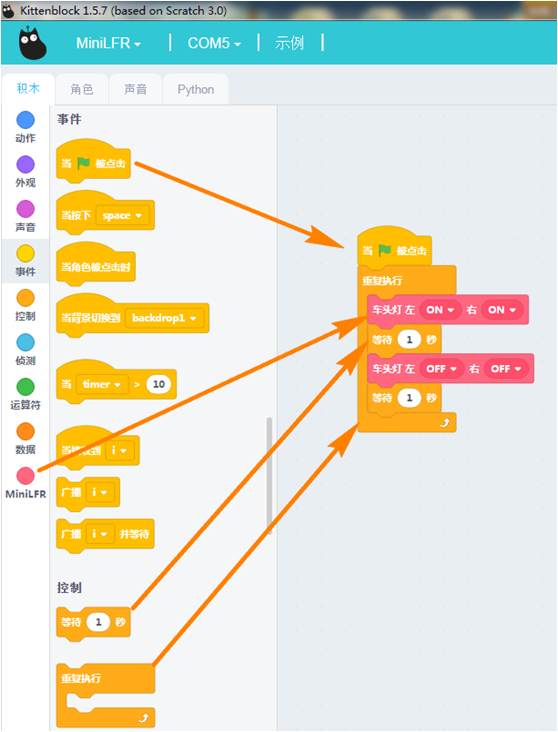 Kittenblock 1.5.7 (based on Scratch 3.0)
MiniLFR COM5 示例
积木 角色 声音 Python
动作
外观
声音
事件
控制
侦测
运算符
数据
MiniLFR
事件
当 被点击
当按下 space
当角色被点击时
当背景切换到 backdrop1
当 timer > 10
当接收到 i
广播 i
广播 i 并等待
控制
等待 1 秒
重复执行
当 被点击
重复执行
车头灯 左 ON 右 ON
等待 1 秒
车头灯 左 OFF 右 OFF
等待 1 秒